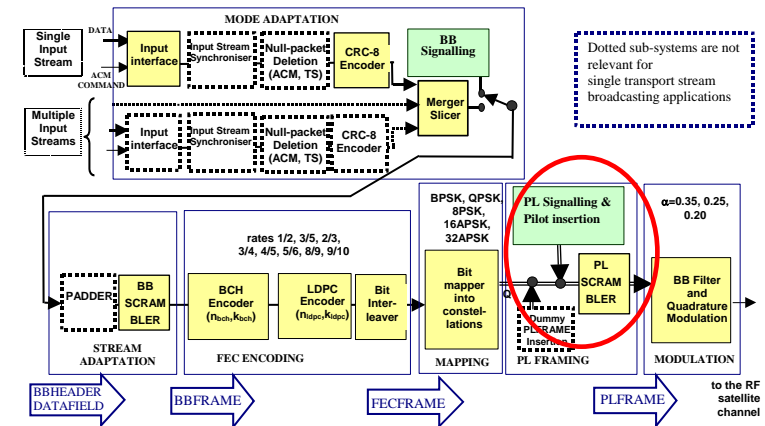 MODE ADAPTATION
Single
Input
Stream
DATA
ACM
COMMAND
Input
interface
Input Stream
Synchroniser
Null-packet
Deletion
(ACM, TS)
CRC-8
Encoder
BB
Signalling
Merger
Slicer
Multiple
Input
Streams
Input
interface
Input Stream
Synchroniser
Null-packet
Deletion
(ACM, TS)
CRC-8
Encoder
Dotted sub-systems are not
relevant for
single transport stream
broadcasting applications
BPSK, QPSK,
8PSK,
16APSK,
32APSK
PL Signalling &
Pilot insertion
α=0.35, 0.25,
0.20
rates 1/2, 3/5, 2/3,
3/4, 4/5, 5/6, 8/9, 9/10
PADDER
BB
SCRAM
BLER
BCH
Encoder
(nbch,kbch)
LDPC
Encoder
(nldpc,kldpc)
Bit
Inter-
leaver
Bit
mapper
into
constel-
lations
Q
Dummy
PLFRAME
Insertion
PL
SCRAM
BLER
BB Filter
and
Quadrature
Modulation
STREAM
ADAPTATION
FEC ENCODING
MAPPING
PL FRAMING
MODULATION
BBHEADER
DATAFIELD
BBFRAME
FECFRAME
PLFRAME
to the RF
satellite
channel